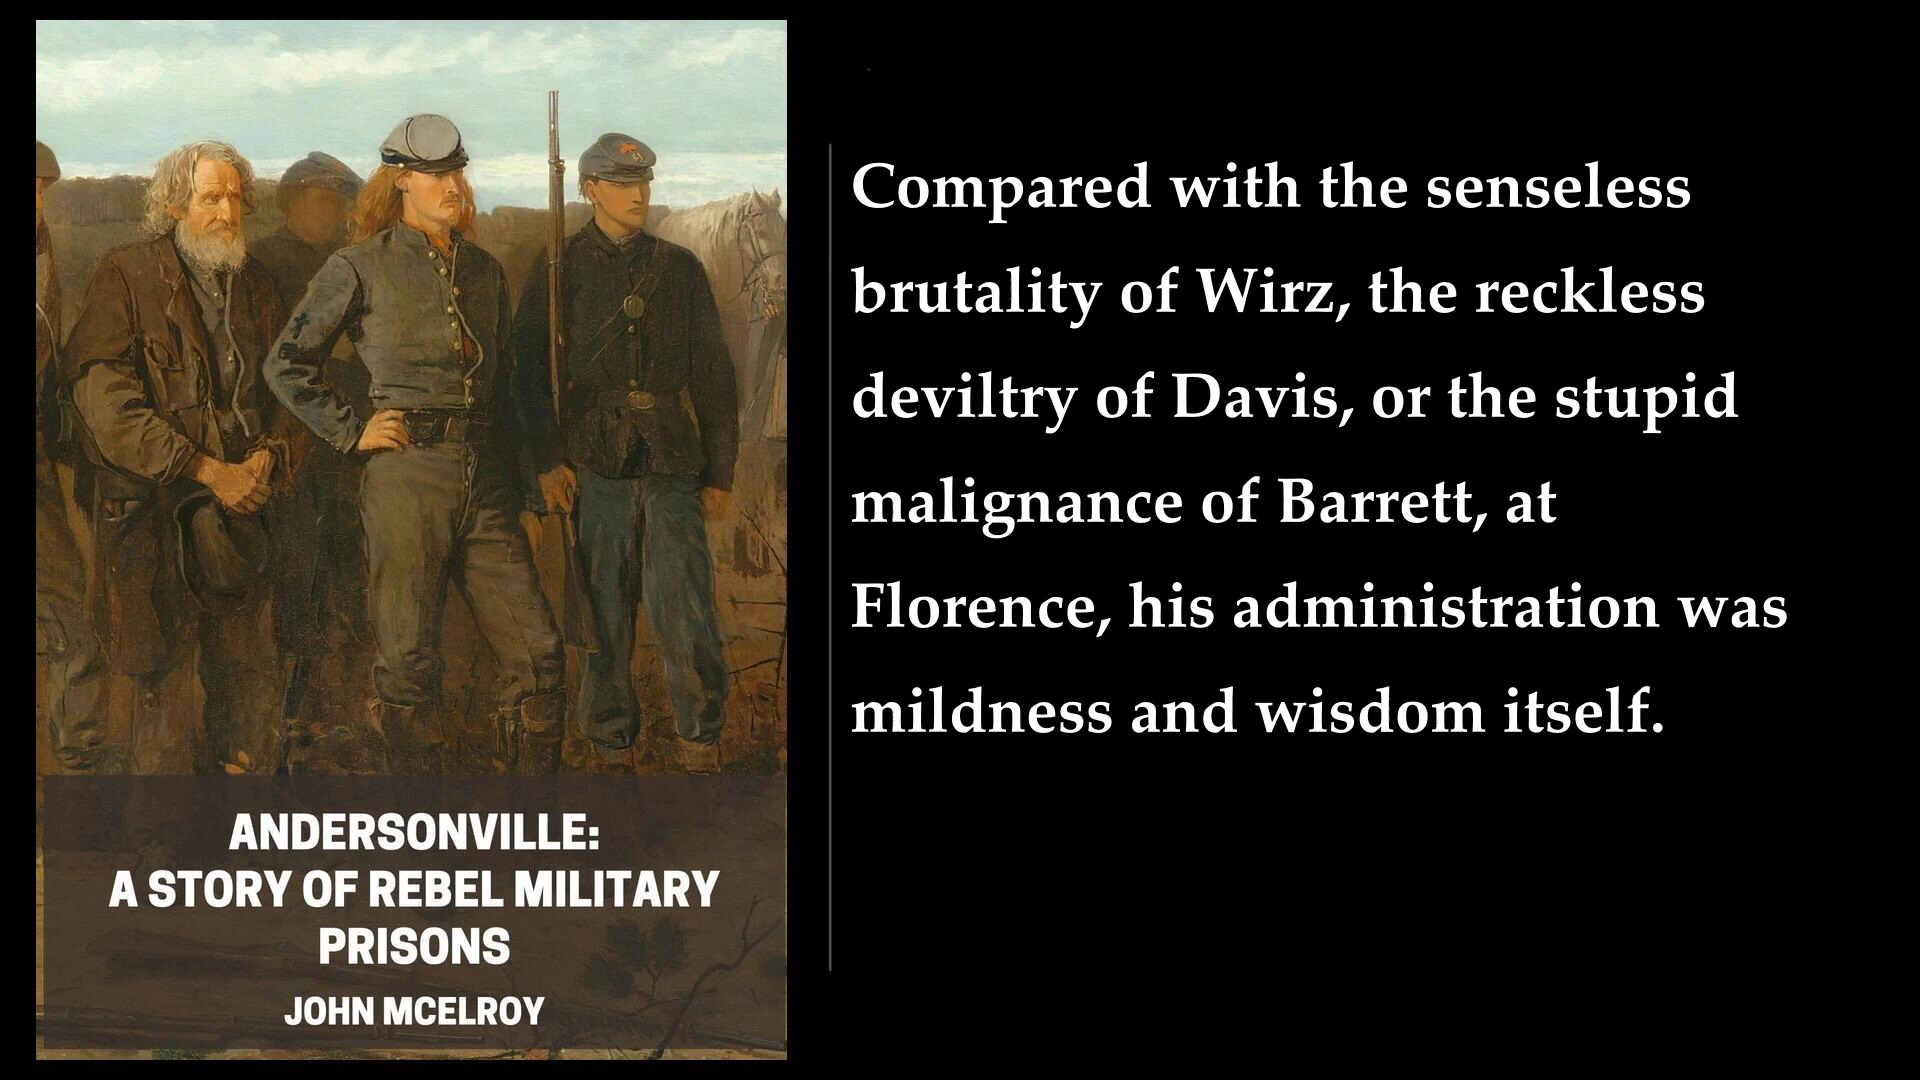 Compared with the senseless
brutality of Wirz, the reckless
deviltry of Davis, or the stupid
malignance of Barrett, at
Florence, his administration was
mildness and wisdom itself.
ANDERSONVILLE:
A STORY OF REBEL MILITARY
PRISONS
JOHN MCELROY